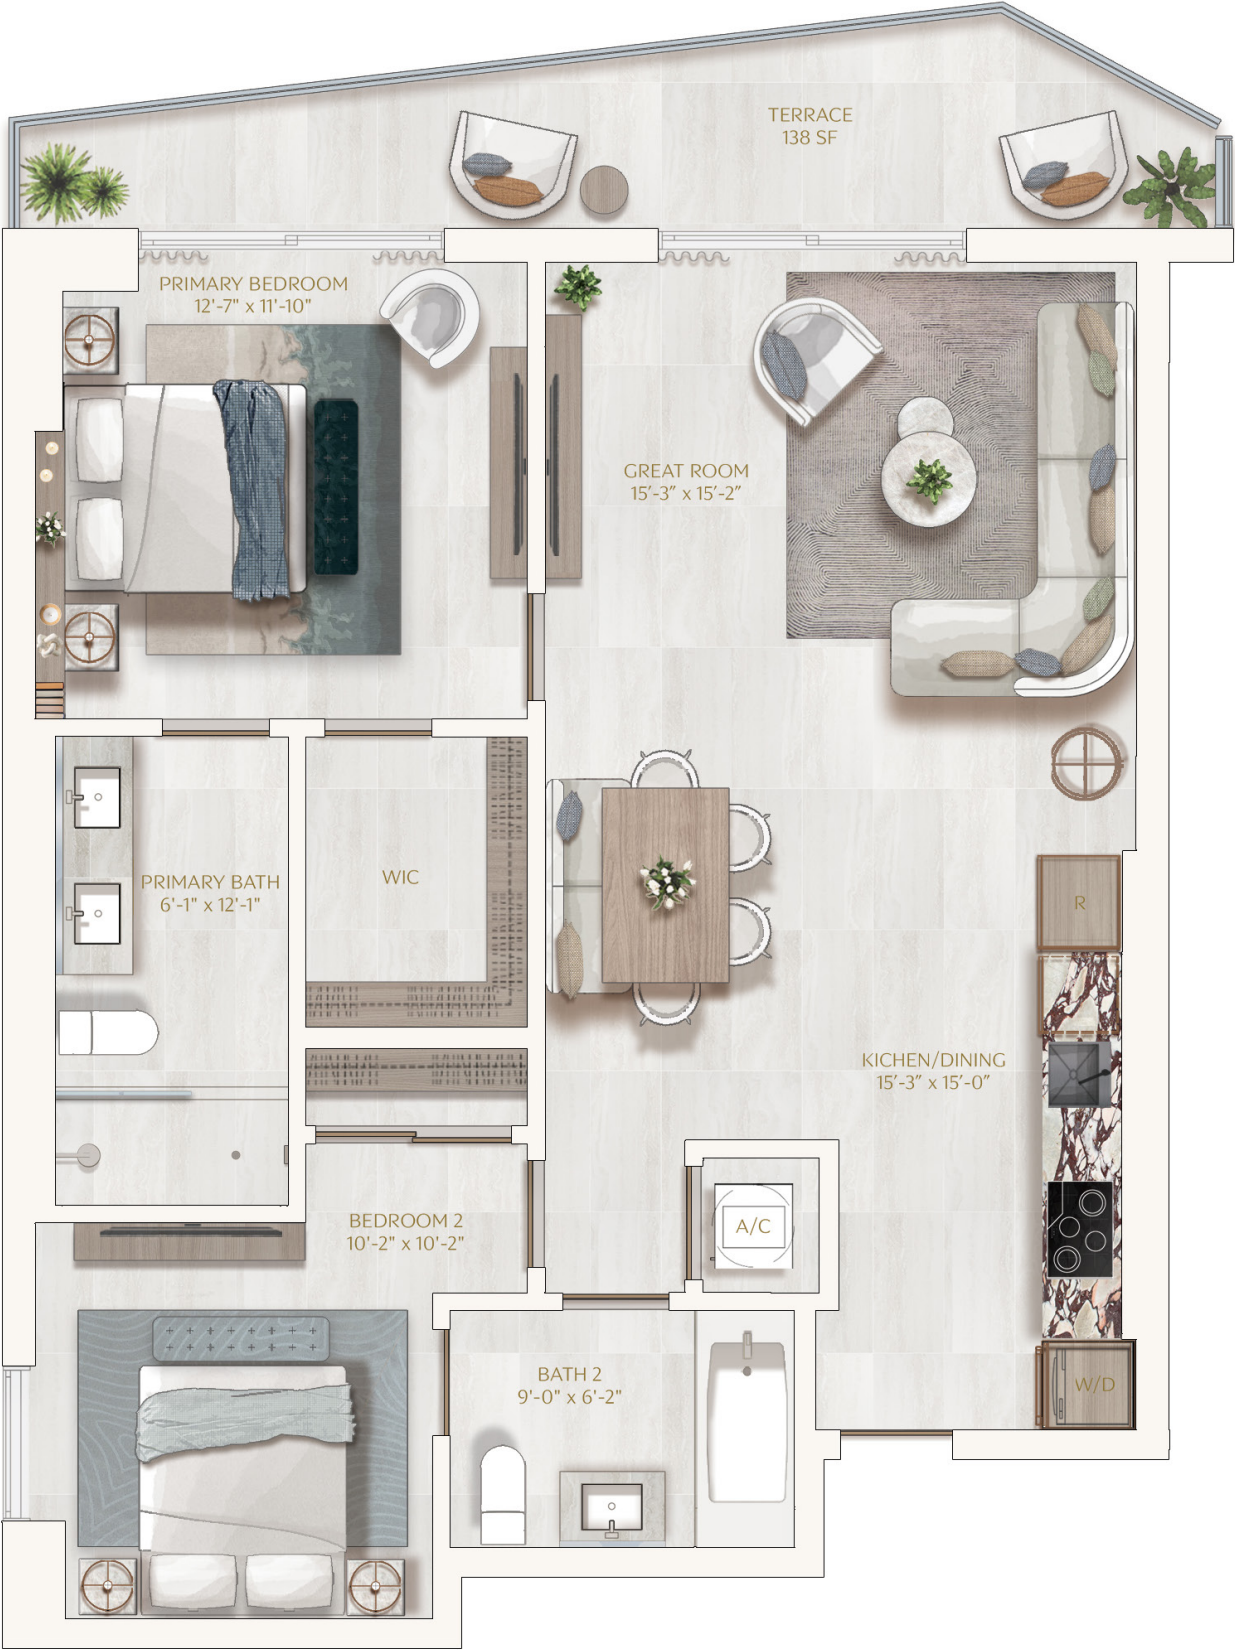 TERRACE
138 SF
PRIMARY BEDROOM
12'-7" x 11'-10"
GREAT ROOM
15'-3" x 15'-2"
PRIMARY BATH
6'-1" x 12'-1"
WIC
R
KICHEN/DINING
15'-3" x 15'-0"
BEDROOM 2
10'-2" x 10'-2"
A/C
BATH 2
9'-0" x 6'-2"
W/D